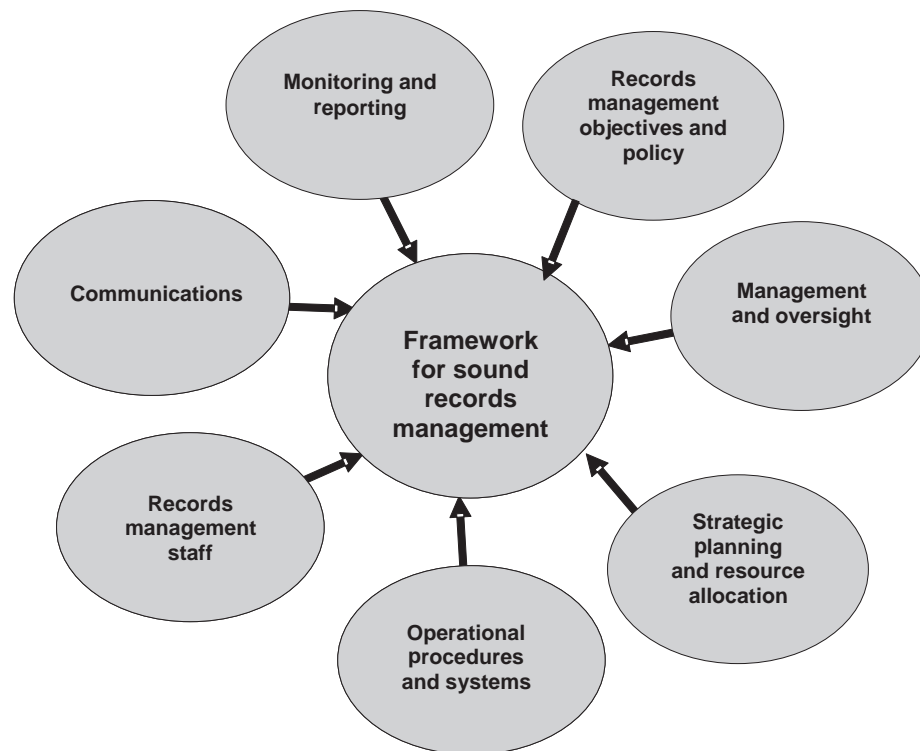 Monitoring and
reporting
Records
management
objectives and
policy
Communications
Management
and oversight
Framework
for sound
records
management
Records
management
staff
Strategic
planning
and resource
allocation
Operational
procedures
and systems